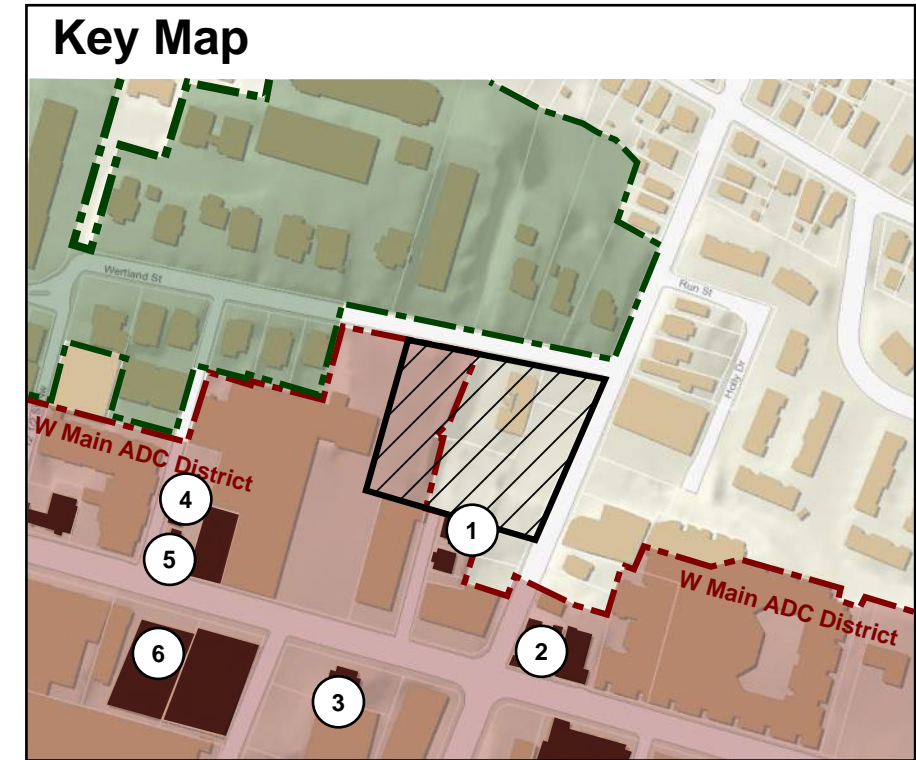 Key Map
Wertland St
Run St
Holly Dr
W Main ADC District
4
1
5
W Main ADC District
2
6
3